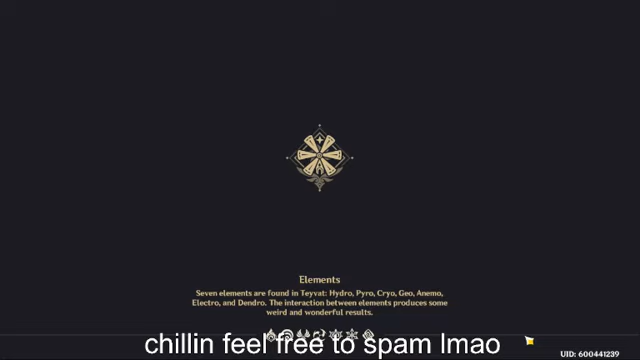 Elements
Seven elements are found in Teyvat: Hydro, Pyro, Cryo, Geo, Anemo,
Electro, and Dendro. The interaction between elements produces some
weird and wonderful results.
chillin feel free to spam lmao
UID: 600441239